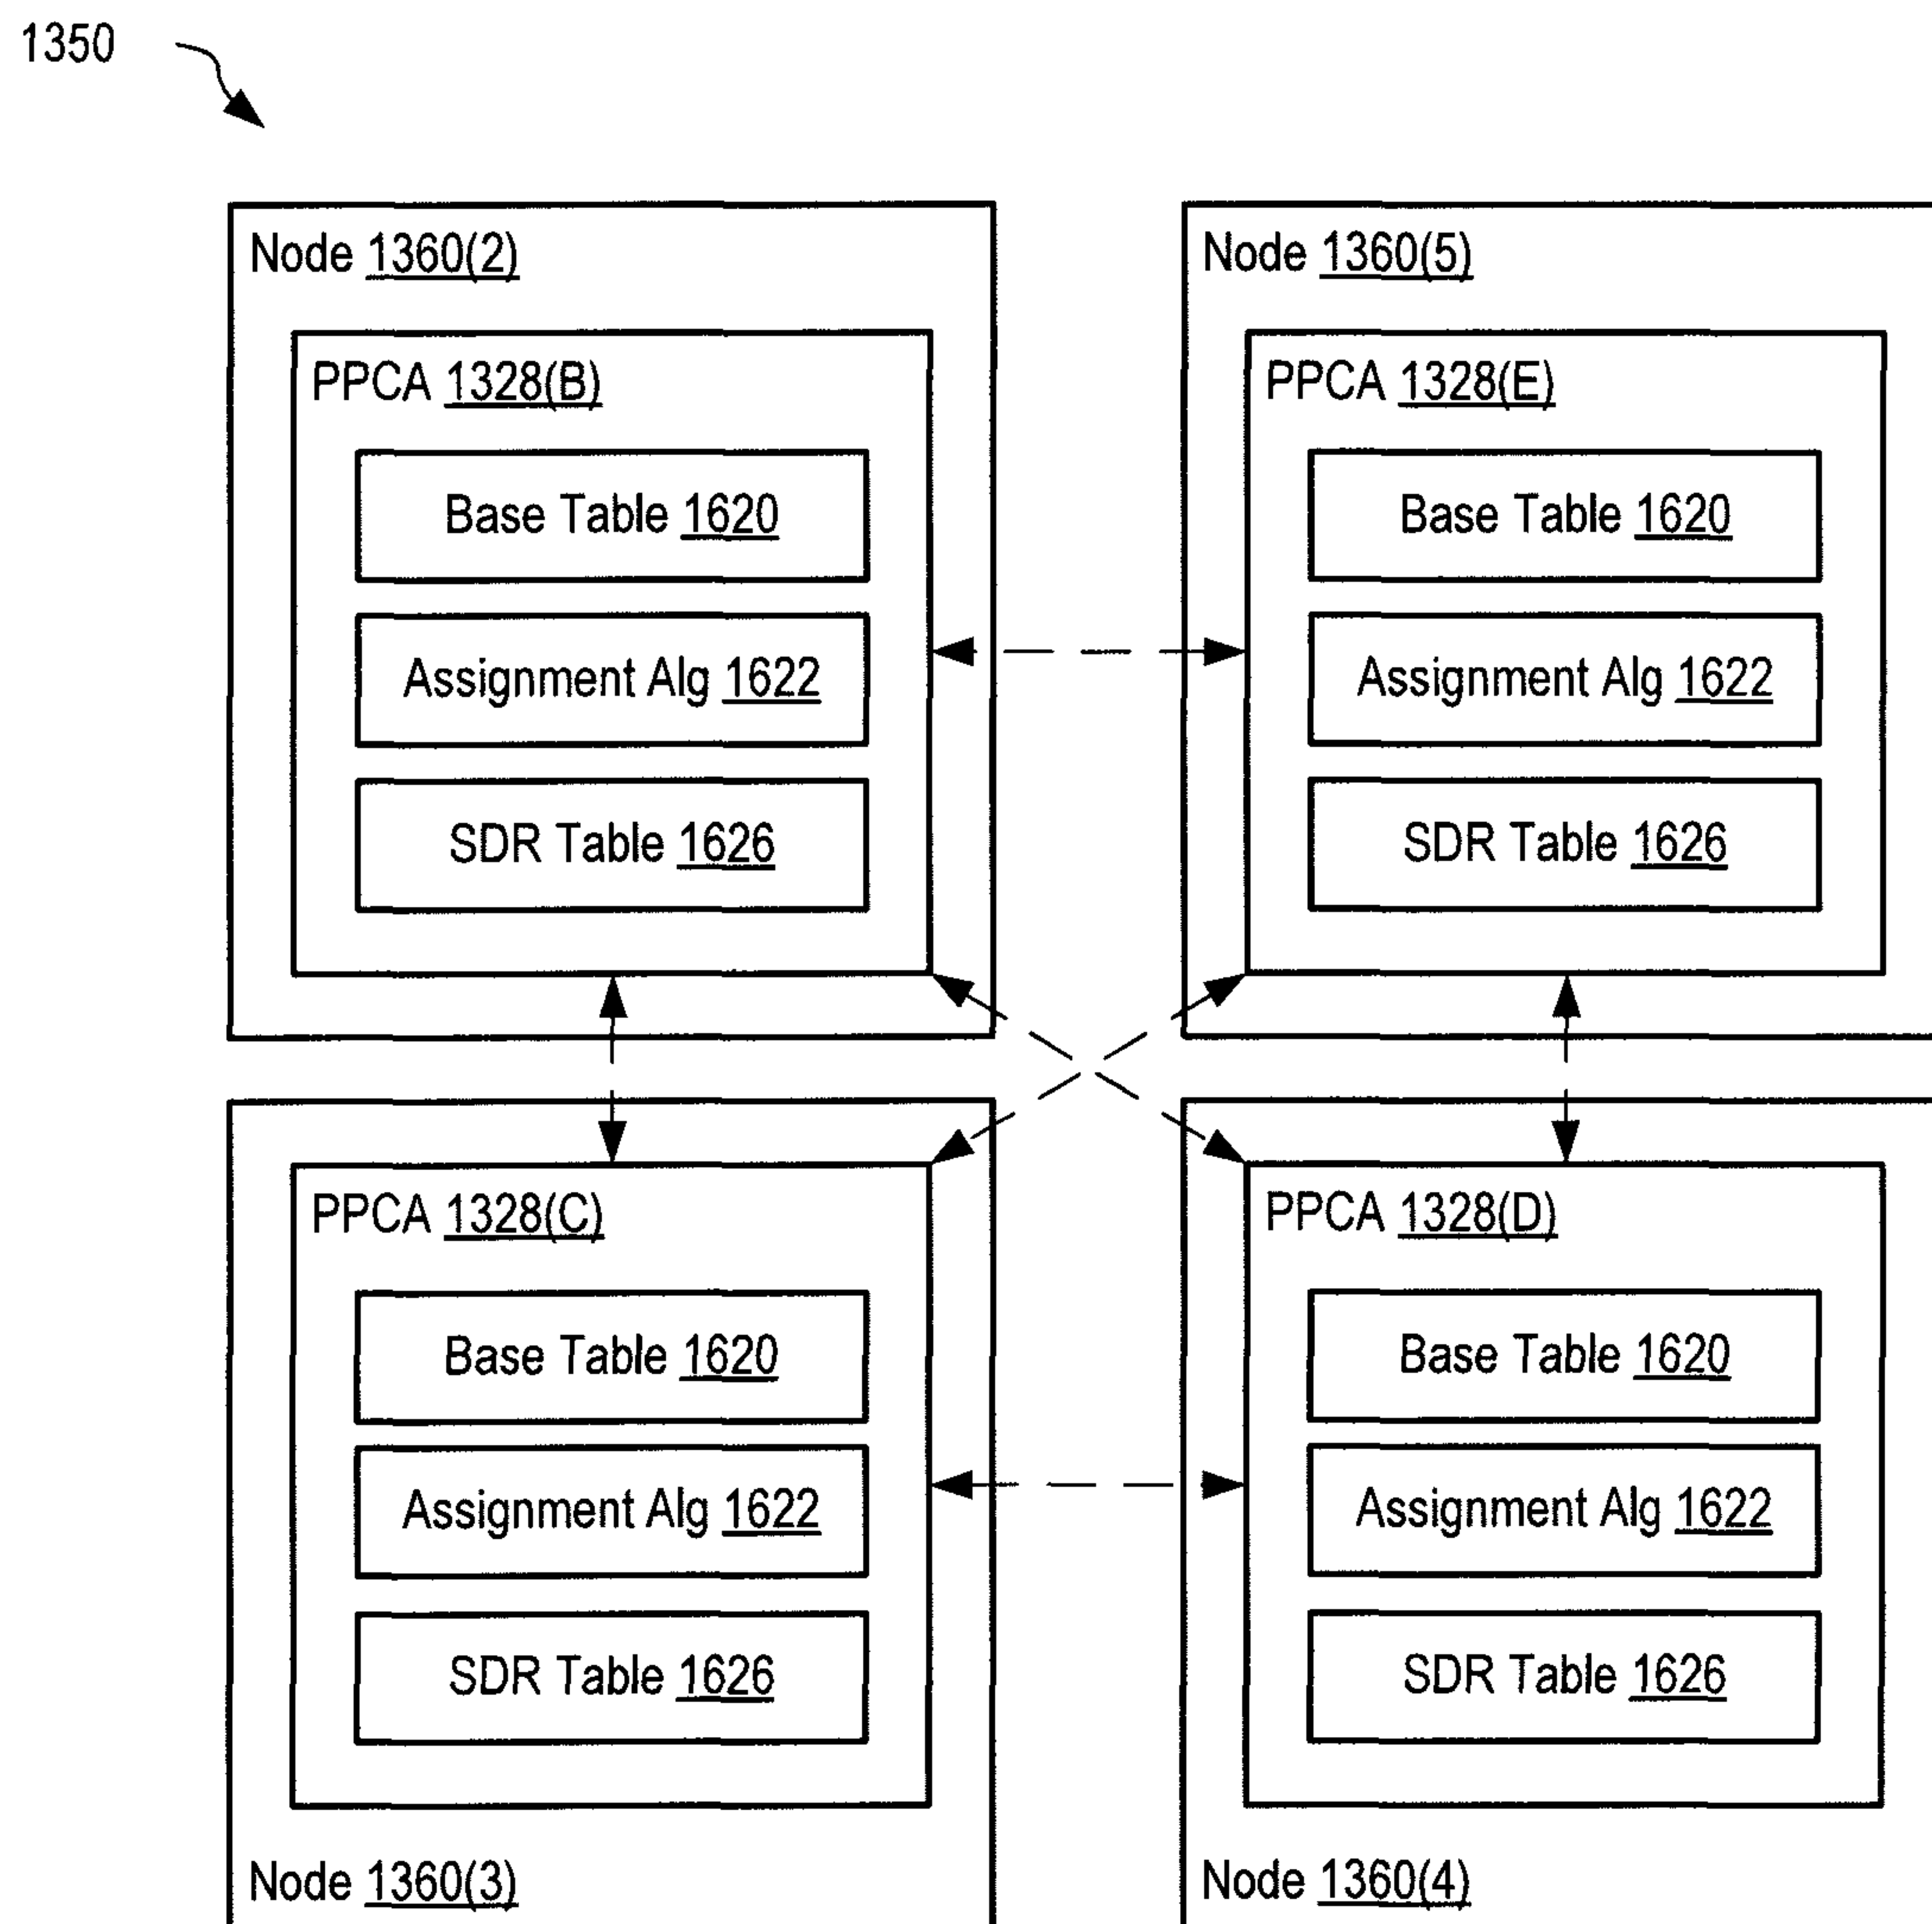 1350
Node 1360(2)
PPCA 1328(B)
Base Table 1620
Assignment Alg 1622
SDR Table 1626
Node 1360(5)
PPCA 1328(E)
Base Table 1620
Assignment Alg 1622
SDR Table 1626
PPCA 1328(C)
Base Table 1620
Assignment Alg 1622
SDR Table 1626
Node 1360(3)
PPCA 1328(D)
Base Table 1620
Assignment Alg 1622
SDR Table 1626
Node 1360(4)